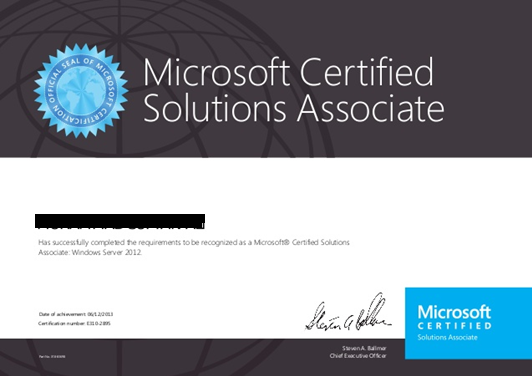 OFFICIAL SEAL OF MICROSOFT CERTIFICATION
Microsoft Certified
Solutions Associate
Has successfully completed the requirements to be recognized as a Microsoft® Certified Solutions
Associate: Windows Server 2012
Date of achievement: 06/12/2013
Certification number: E310-2895
Steven A. Ballmer
Chief Executive Officer
Microsoft
CERTIFIED
Solutions Associate
Part No.